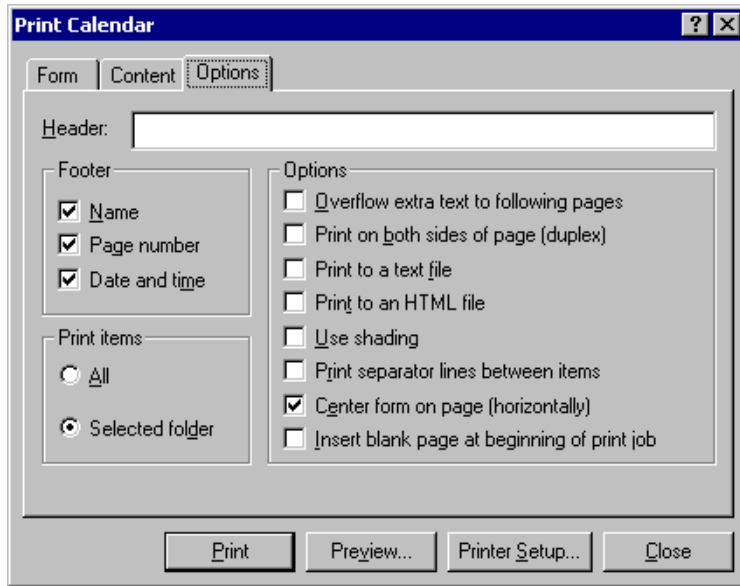 Print Calendar
Form Content Options
Header:
Footer
Name
Page number
Date and time
Print items
All
Selected folder
Options
Overflow extra text to following pages
Print on both sides of page (duplex)
Print to a text file
Print to an HTML file
Use shading
Print separator lines between items
Center form on page (horizontally)
Insert blank page at beginning of print job
Print Preview... Printer Setup... Close